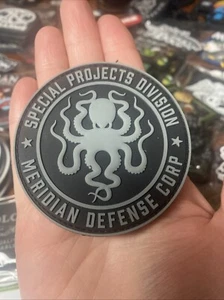 SPECIAL PROJECTS DIVISION
MERIDIAN DEFENSE CORP